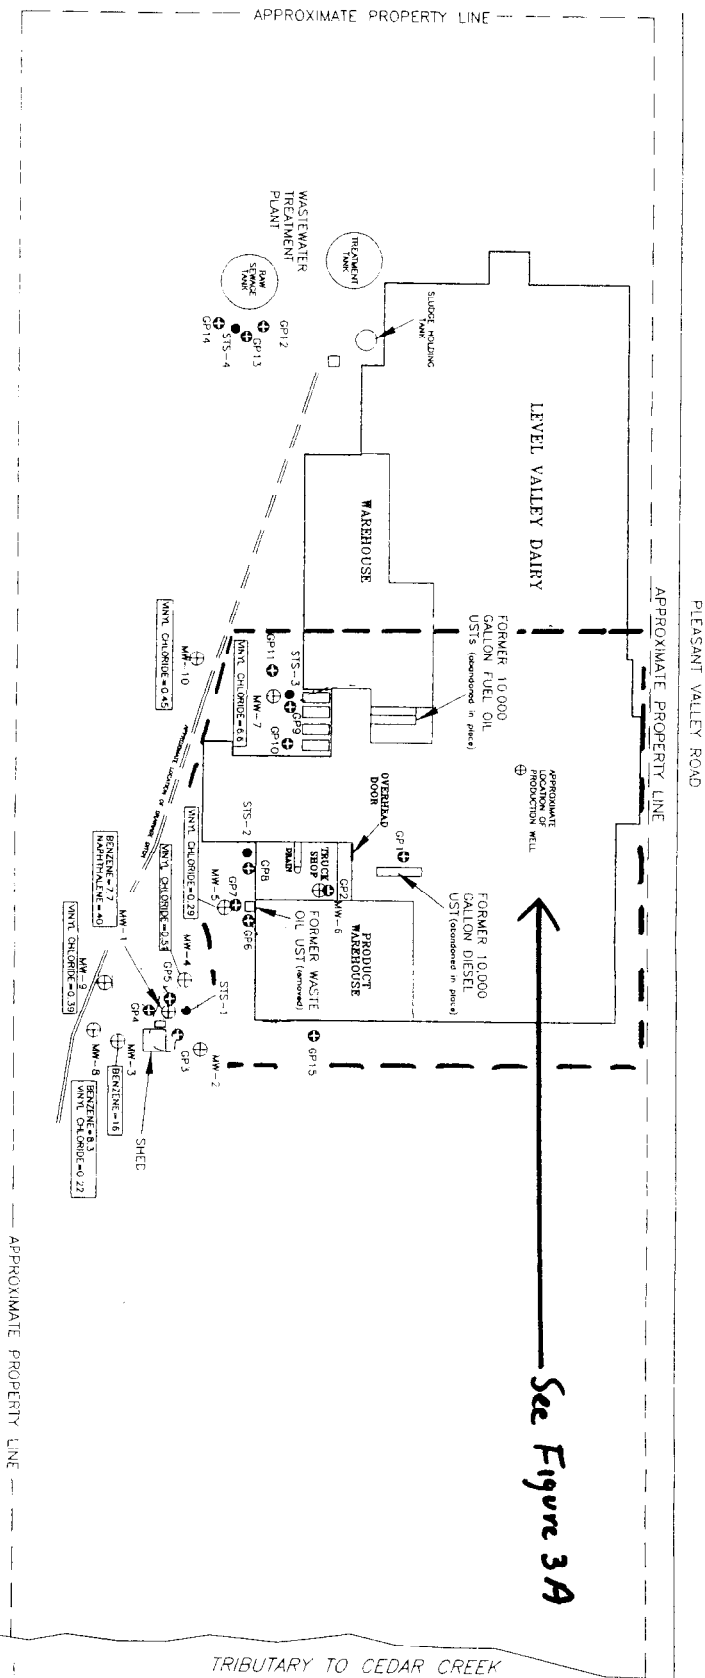 APPROXIMATE PROPERTY LINE
PLEASANT VALLEY ROAD
APPROXIMATE PROPERTY LINE
WASTEWATER
TREATMENT
PLANT
TREATMENT
TANK
RAW
SEWAGE
TANK
SLUDGE HOLDING
TANK
GP12
GP13
STS-4
GP14
LEVEL VALLEY DAIRY
WAREHOUSE
FORMER 10,000
GALLON FUEL OIL
USTs (abandoned in place)
APPROXIMATE
LOCATION OF
PRODUCTION WELL
STS-3
GP9
GP11
MW-7
GP10
VINYL CHLORIDE=6.6
MW-10
VINYL CHLORIDE=0.45
APPROXIMATE LOCATION OF DRAINAGE DITCH
OVERHEAD
DOOR
GP1
FORMER 10,000
GALLON DIESEL
UST (abandoned in place)
TRUCK
SHOP
DRAIN
GP2
MW-6
PRODUCT
WAREHOUSE
FORMER WASTE
OIL UST (removed)
STS-2
GP8
GP7
GP6
MW-5
VINYL CHLORIDE=0.29
MW-4
VINYL CHLORIDE=0.51
STS-1
GP5
GP4
GP3
MW-1
BENZENE=7.7
NAPHTHALENE=40
MW-9
VINYL CHLORIDE=0.39
MW-2
GP15
MW-3
BENZENE=16
MW-8
BENZENE=8.3
VINYL CHLORIDE=0.22
SHED
See Figure 3A
APPROXIMATE PROPERTY LINE
TRIBUTARY TO CEDAR CREEK